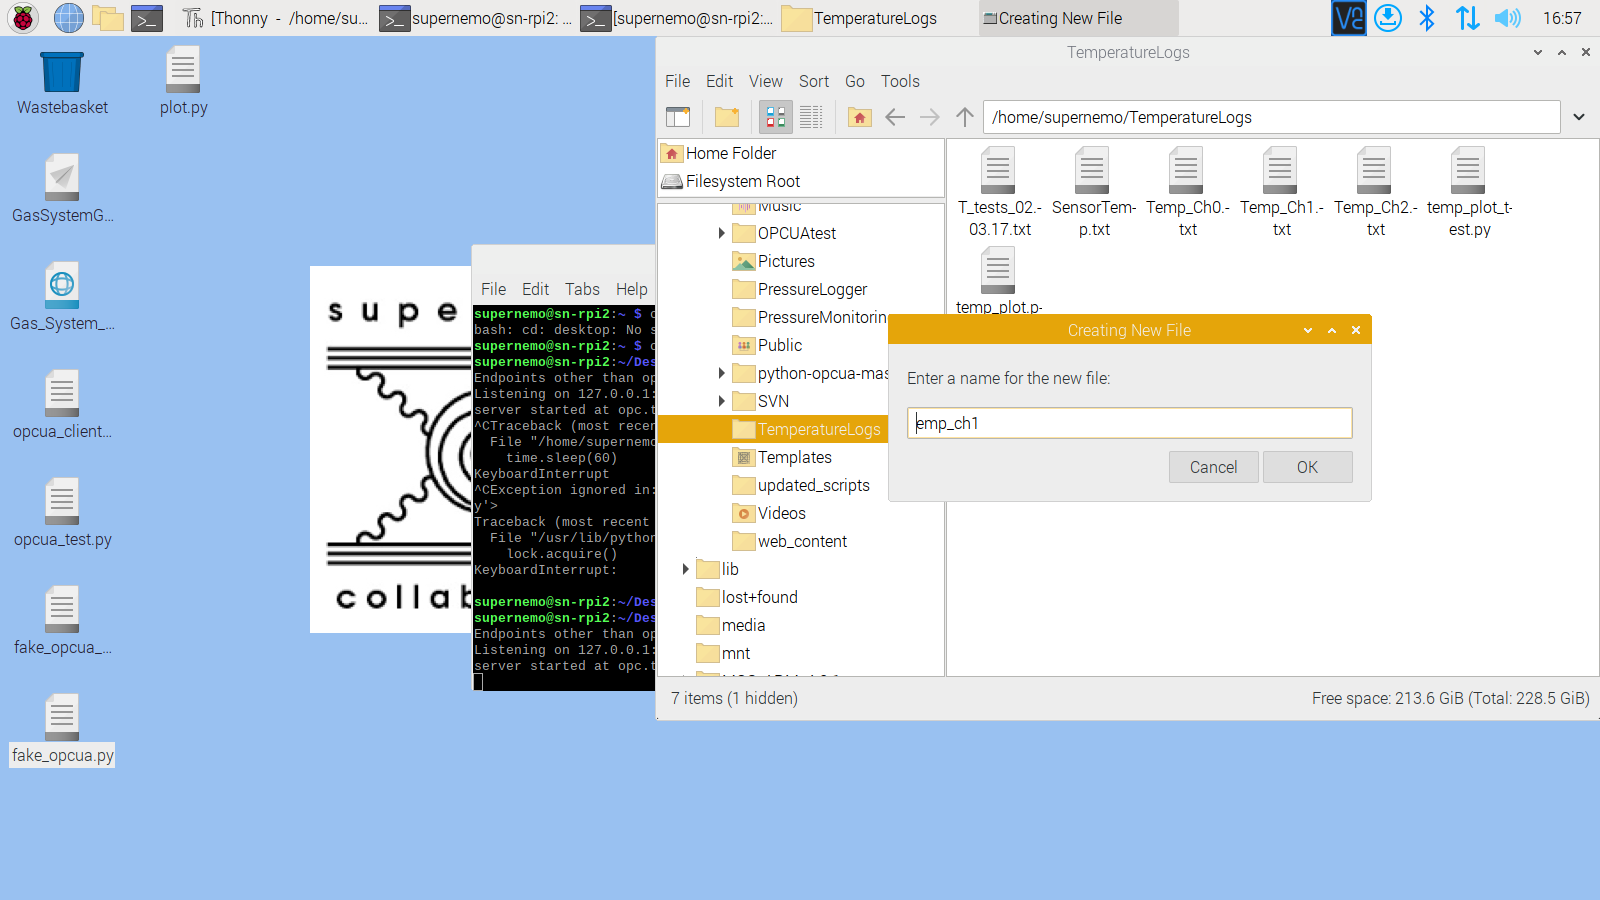 [Thonny - /home/su...
supernemo@sn-rpi2: ...
[supernemo@sn-rpi2:...
TemperatureLogs
Creating New File
16:57
Wastebasket
plot.py
GasSystemG...
Gas_System_...
opcua_client...
opcua_test.py
fake_opcua_...
fake_opcua.py
supe
collab
File Edit Tabs Help
supernemo@sn-rpi2:~ $ c
bash: cd: desktop: No s
supernemo@sn-rpi2:~ $ c
supernemo@sn-rpi2:~/Des
Endpoints other than op
Listening on 127.0.0.1:
server started at opc.t
^CTraceback (most recen
File "/home/supernemo
time.sleep(60)
KeyboardInterrupt
^CException ignored in:
y'>
Traceback (most recent
File "/usr/lib/python
lock.acquire()
KeyboardInterrupt:
supernemo@sn-rpi2:~/Des
supernemo@sn-rpi2:~/Des
Endpoints other than op
Listening on 127.0.0.1:
server started at opc.t
TemperatureLogs
File Edit View Sort Go Tools
/home/supernemo/TemperatureLogs
Home Folder
Filesystem Root
Music
OPCUAtest
Pictures
PressureLogger
PressureMonitorin
Public
python-opcua-mas
SVN
TemperatureLogs
Templates
updated_scripts
Videos
web_content
lib
lost+found
media
mnt
T_tests_02.-
03.17.txt
SensorTem-
p.txt
Temp_Ch0.-
txt
Temp_Ch1.-
txt
Temp_Ch2.-
txt
temp_plot_t-
est.py
temp_plot.p-
Creating New File
Enter a name for the new file:
emp_ch1
Cancel
OK
7 items (1 hidden)
Free space: 213.6 GiB (Total: 228.5 GiB)